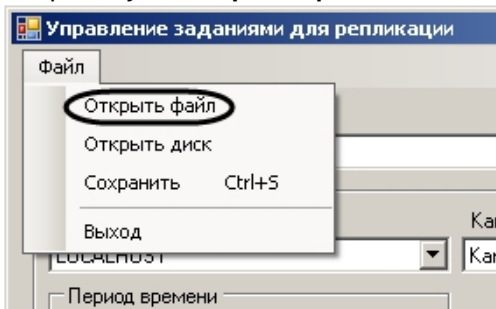 Управление заданиями для репликации
Файл
Открыть файл
Открыть диск
Сохранить Ctrl+S
Выход
LOCALHOST
Период времени